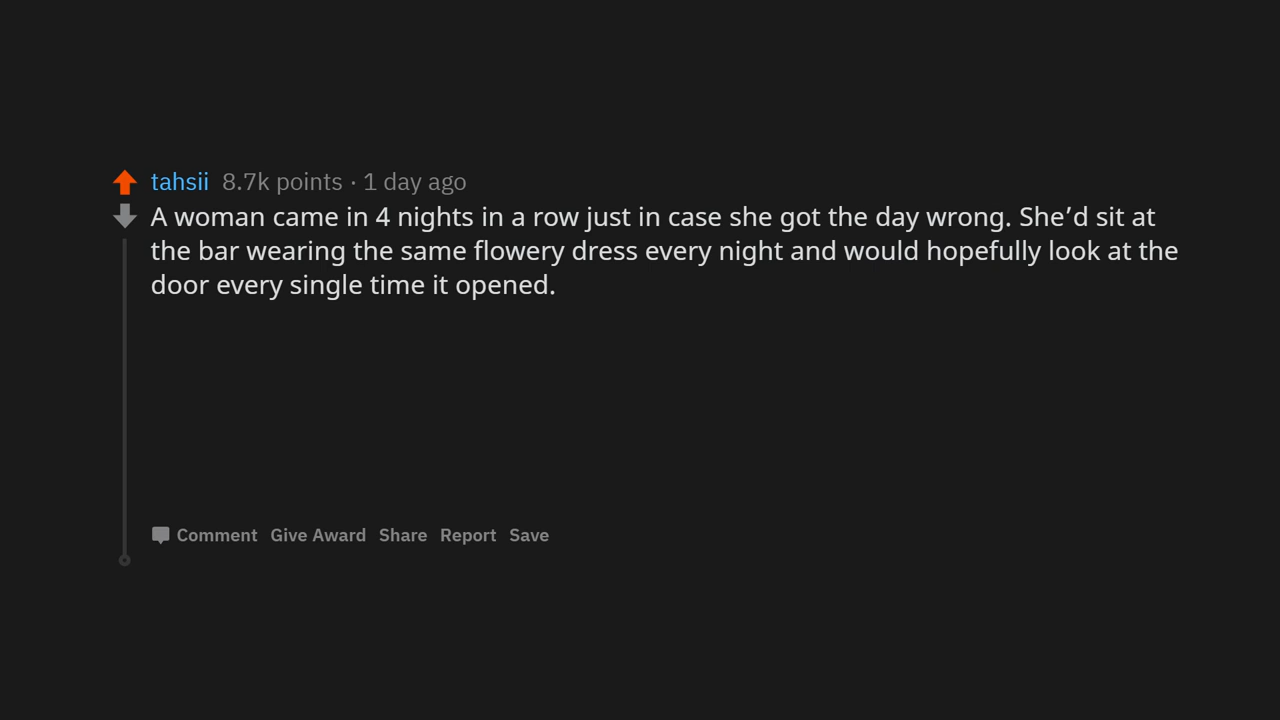 tahsii 8.7k points · 1 day ago
A woman came in 4 nights in a row just in case she got the day wrong. She’d sit at
the bar wearing the same flowery dress every night and would hopefully look at the
door every single time it opened.
Comment Give Award Share Report Save